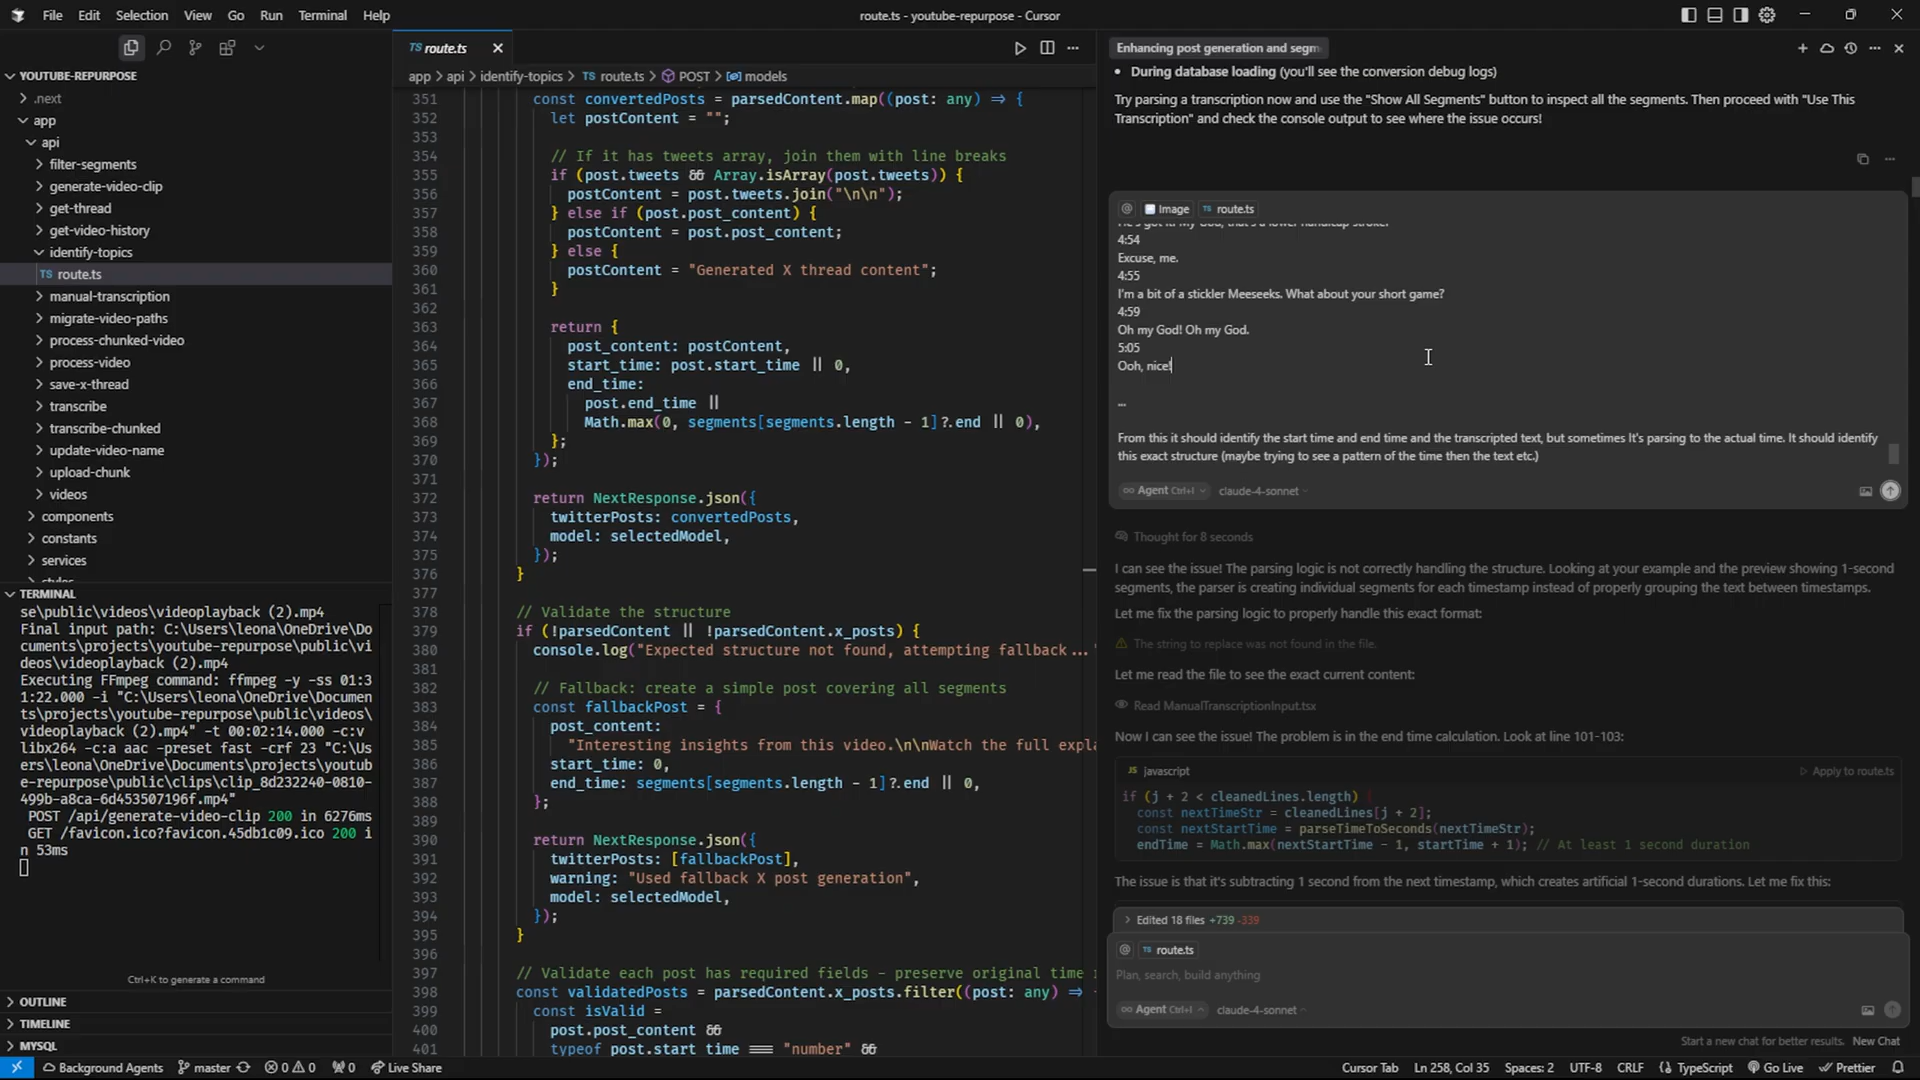 File Edit Selection View Go Run Terminal Help
route.ts - youtube-repurpose - Cursor
YOUTUBE-REPURPOSE
.next
app
api
filter-segments
generate-video-clip
get-thread
get-video-history
identify-topics
TS route.ts
manual-transcription
migrate-video-paths
process-chunked-video
process-video
save-x-thread
transcribe
transcribe-chunked
update-video-name
upload-chunk
videos
components
constants
services
styles
TERMINAL
se\public\videos\videoplayback (2).mp4
Final input path: C:\Users\leona\OneDrive\Do
cuments\projects\youtube-repurpose\public\vi
deos\videoplayback (2).mp4
Executing FFmpeg command: ffmpeg -y -ss 01:3
1:22.000 -i "C:\Users\leona\OneDrive\Documen
ts\projects\youtube-repurpose\public\videos\
videoplayback (2).mp4" -t 00:02:14.000 -c:v
libx264 -c:a aac -preset fast -crf 23 "C:\Us
ers\leona\OneDrive\Documents\projects\youtub
e-repurpose\public\clips\clip_8d232240-0810-
499b-a8ca-6d453507196f.mp4"
POST /api/generate-video-clip 200 in 6276ms
GET /favicon.ico?favicon.45db1c09.ico 200 i
n 53ms
Ctrl+K to generate a command
OUTLINE
TIMELINE
MYSQL
TS route.ts
app > api > identify-topics > TS route.ts > POST > models
351 const convertedPosts = parsedContent.map((post: any) => {
352 let postContent = "";
353
354 // If it has tweets array, join them with line breaks
355 if (post.tweets && Array.isArray(post.tweets)) {
356 postContent = post.tweets.join("\n\n");
357 } else if (post.post_content) {
358 postContent = post.post_content;
359 } else {
360 postContent = "Generated X thread content";
361 }
362
363 return {
364 post_content: postContent,
365 start_time: post.start_time || 0,
366 end_time:
367 post.end_time ||
368 Math.max(0, segments[segments.length - 1]?.end || 0),
369 };
370 });
371
372 return NextResponse.json({
373 twitterPosts: convertedPosts,
374 model: selectedModel,
375 });
376 }
377
378 // Validate the structure
379 if (!parsedContent || !parsedContent.x_posts) {
380 console.log("Expected structure not found, attempting fallback..."
381
382 // Fallback: create a simple post covering all segments
383 const fallbackPost = {
384 post_content:
385 "Interesting insights from this video.\n\nWatch the full expla
386 start_time: 0,
387 end_time: segments[segments.length - 1]?.end || 0,
388 };
389
390 return NextResponse.json({
391 twitterPosts: [fallbackPost],
392 warning: "Used fallback X post generation",
393 model: selectedModel,
394 });
395 }
396
397 // Validate each post has required fields - preserve original time
398 const validatedPosts = parsedContent.x_posts.filter((post: any) =>
399 const isValid =
400 post.post_content &&
401 typeof post.start_time === "number" &&
Enhancing post generation and segm
• During database loading (you'll see the conversion debug logs)
Try parsing a transcription now and use the "Show All Segments" button to inspect all the segments. Then proceed with "Use This
Transcription" and check the console output to see where the issue occurs!
@ Image TS route.ts
He's got it! My God, that's a lower handicap stroke!
4:54
Excuse, me.
4:55
I'm a bit of a stickler Meeseeks. What about your short game?
4:59
Oh my God! Oh my God.
5:05
Ooh, nice!
...
From this it should identify the start time and end time and the transcripted text, but sometimes It's parsing to the actual time. It should identify
this exact structure (maybe trying to see a pattern of the time then the text etc.)
Agent Ctrl+I claude-4-sonnet
Thought for 8 seconds
I can see the issue! The parsing logic is not correctly handling the structure. Looking at your example and the preview showing 1-second
segments, the parser is creating individual segments for each timestamp instead of properly grouping the text between timestamps.
Let me fix the parsing logic to properly handle this exact format:
The string to replace was not found in the file.
Let me read the file to see the exact current content:
Read ManualTranscriptionInput.tsx
Now I can see the issue! The problem is in the end time calculation. Look at line 101-103:
JS javascript Apply to route.ts
if (j + 2 < cleanedLines.length) {
const nextTimeStr = cleanedLines[j + 2];
const nextStartTime = parseTimeToSeconds(nextTimeStr);
endTime = Math.max(nextStartTime - 1, startTime + 1); // At least 1 second duration
The issue is that it's subtracting 1 second from the next timestamp, which creates artificial 1-second durations. Let me fix this:
Edited 18 files +739 -339
@ TS route.ts
Plan, search, build anything
Agent Ctrl+I claude-4-sonnet
Start a new chat for better results. New Chat
Background Agents master 0 0 0 Live Share
Cursor Tab Ln 258, Col 35 Spaces: 2 UTF-8 CRLF TypeScript Go Live Prettier